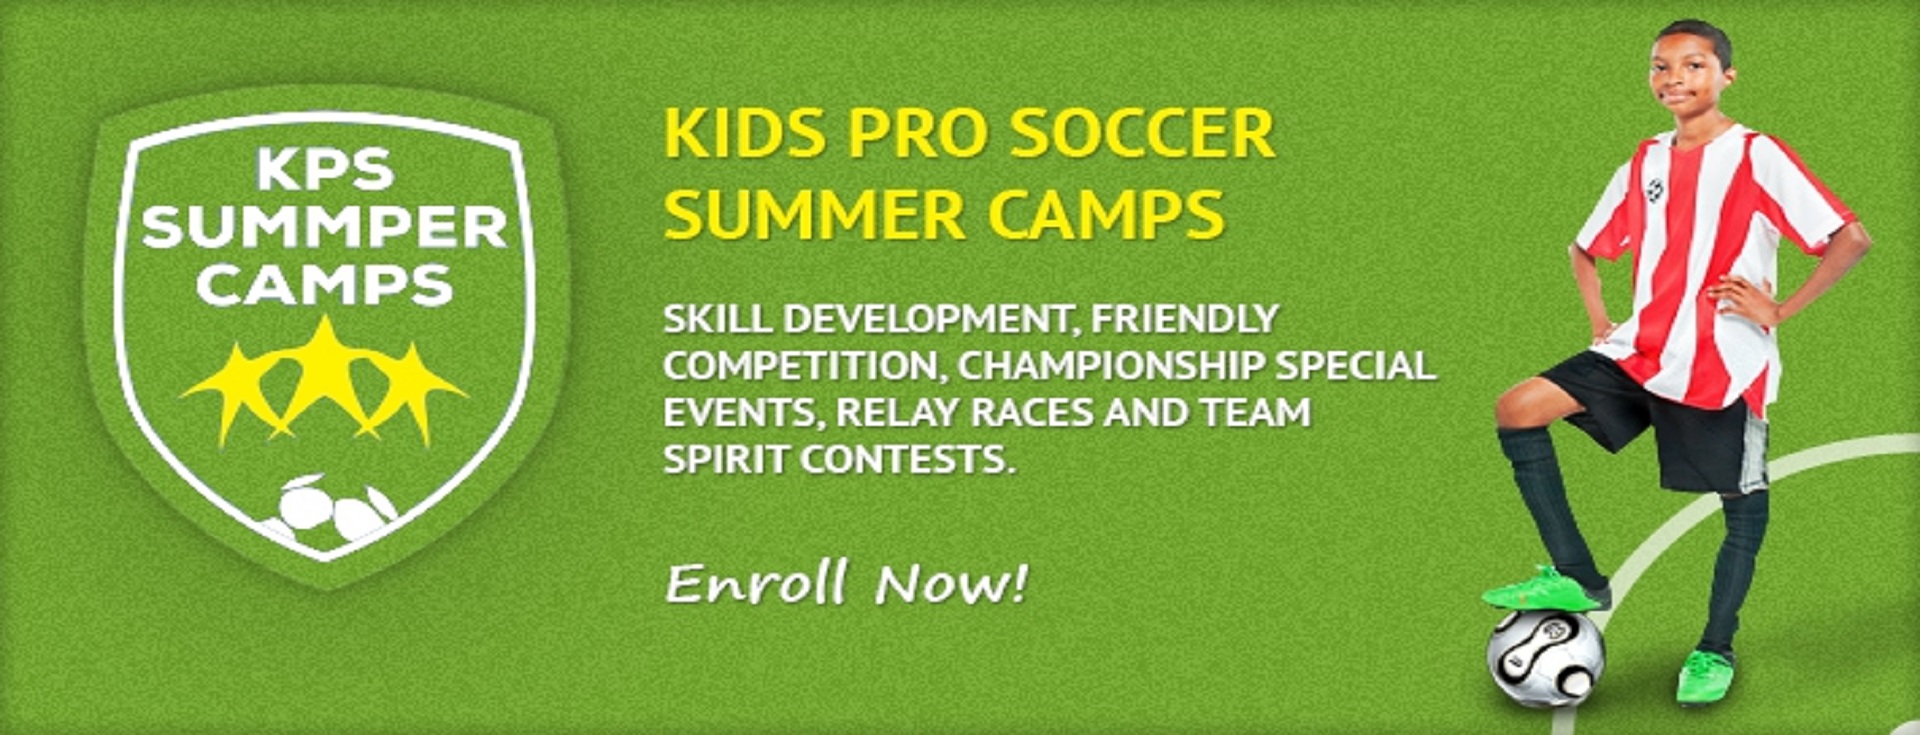 KPS
SUMMPER
CAMPS
KIDS PRO SOCCER
SUMMER CAMPS
SKILL DEVELOPMENT, FRIENDLY
COMPETITION, CHAMPIONSHIP SPECIAL
EVENTS, RELAY RACES AND TEAM
SPIRIT CONTESTS.
Enroll Now!